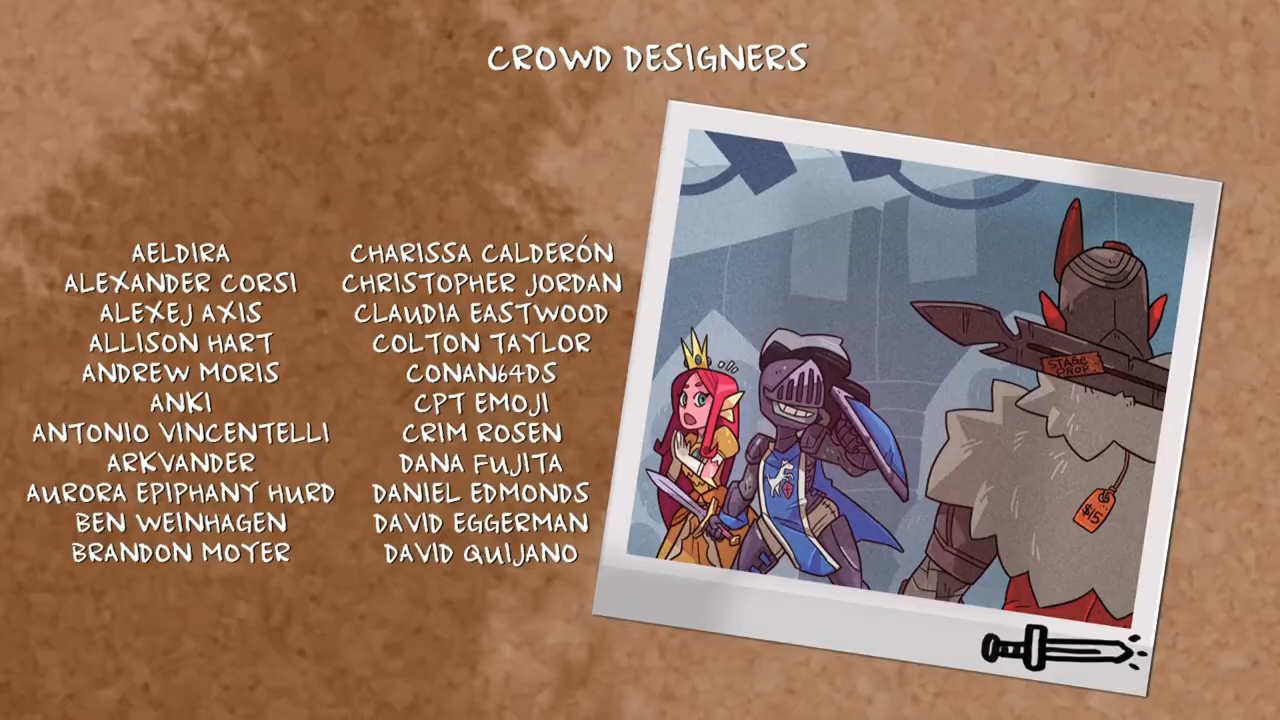 CROWD DESIGNERS
AELDIRA
ALEXANDER CORSI
ALEXEJ AXIS
ALLISON HART
ANDREW MORIS
ANKI
ANTONIO VINCENTELLI
ARKVANDER
AURORA EPIPHANY HURD
BEN WEINHAGEN
BRANDON MOYER
CHARISSA CALDERÓN
CHRISTOPHER JORDAN
CLAUDIA EASTWOOD
COLTON TAYLOR
CONAN64DS
CPT EMOJI
CRIM ROSEN
DANA FUJITA
DANIEL EDMONDS
DAVID EGGERMAN
DAVID QUIJANO
STAGE
PROP
$15